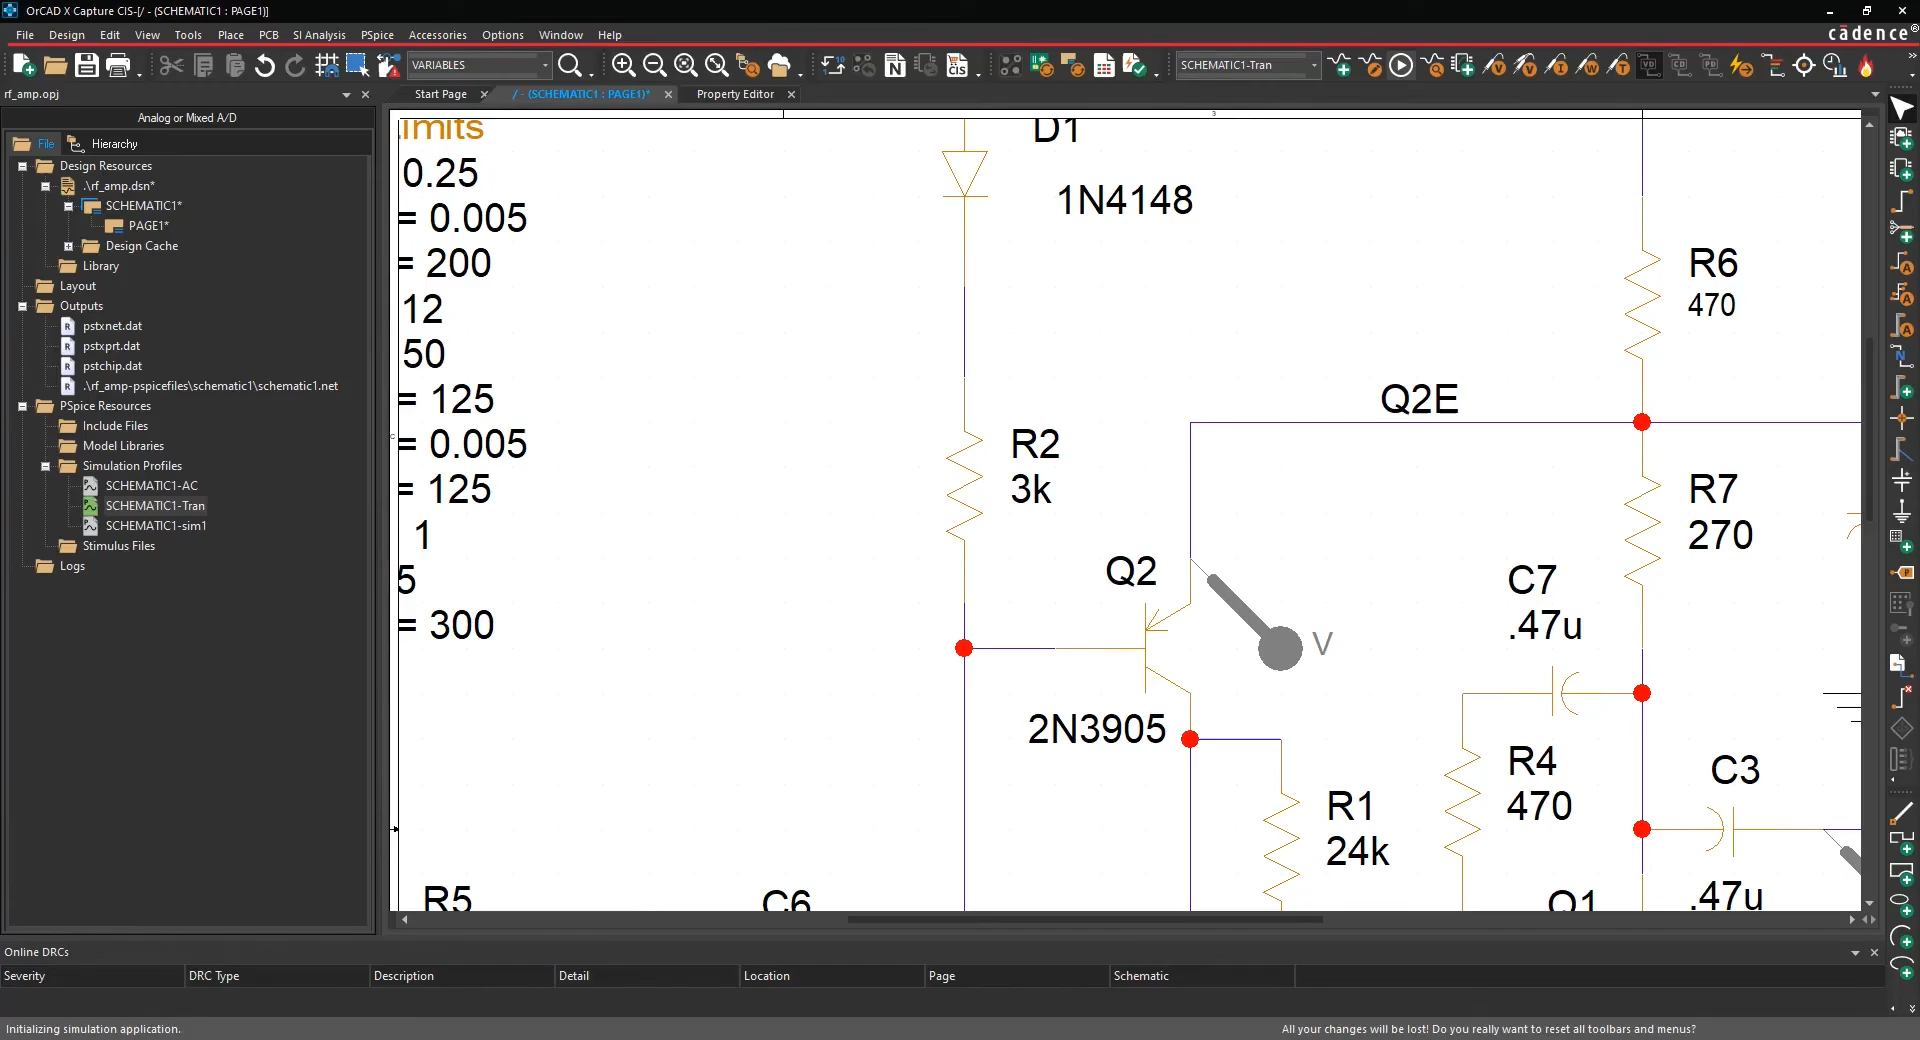 OrCAD X Capture CIS-[/ - (SCHEMATIC1 : PAGE1)]
File Design Edit View Tools Place PCB SI Analysis PSpice Accessories Options Window Help
cādence®
VARIABLES
SCHEMATIC1-Tran
rf_amp.opj
Start Page
/ - (SCHEMATIC1 : PAGE1)*
Property Editor
Analog or Mixed A/D
File
Hierarchy
Design Resources
.\rf_amp.dsn*
SCHEMATIC1*
PAGE1*
Design Cache
Library
Layout
Outputs
pstxnet.dat
pstxprt.dat
pstchip.dat
.\rf_amp-pspicefiles\schematic1\schematic1.net
PSpice Resources
Include Files
Model Libraries
Simulation Profiles
SCHEMATIC1-AC
SCHEMATIC1-Tran
SCHEMATIC1-sim1
Stimulus Files
Logs
imits
0.25
= 0.005
= 200
12
50
= 125
= 0.005
= 125
1
5
= 300
D1
1N4148
R2
3k
Q2
2N3905
V
Q2E
R6
470
R7
270
C7
.47u
R4
470
C3
.47u
R1
24k
R5
C6
Q1
3
Online DRCs
Severity DRC Type Description Detail Location Page Schematic
Initializing simulation application.
All your changes will be lost! Do you really want to reset all toolbars and menus?